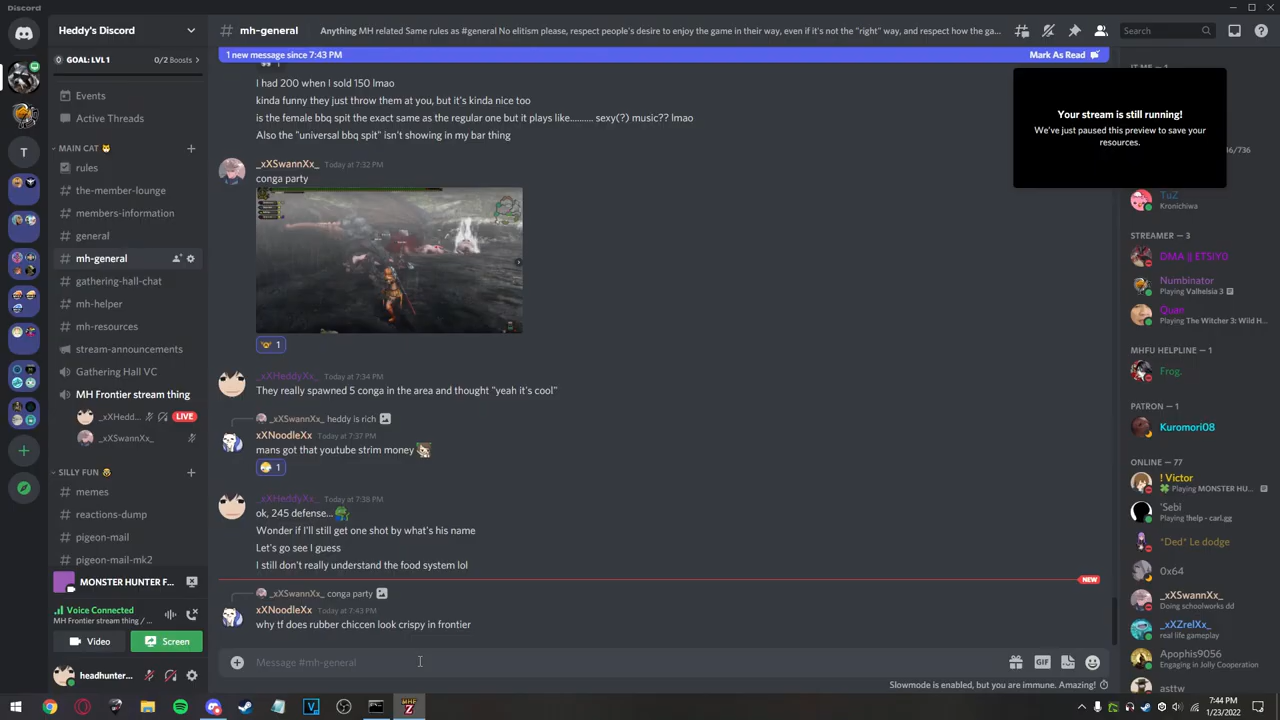 Discord
Heddy's Discord
mh-general
Anything MH related Same rules as #general No elitism please, respect people's desire to enjoy the game in their way, even if it's not the "right" way, and respect how the ga...
Search
1 new message since 7:43 PM
Mark As Read
GOAL: LVL 1
0/2 Boosts
Events
Active Threads
MAIN CAT
rules
the-member-lounge
members-information
general
mh-general
gathering-hall-chat
mh-helper
mh-resources
stream-announcements
Gathering Hall VC
MH Frontier stream thing
_xXHedd...
LIVE
_xXSwannXx_
SILLY FUN
memes
reactions-dump
pigeon-mail
pigeon-mail-mk2
MONSTER HUNTER F...
Voice Connected
MH Frontier stream thing / ...
Video
Screen
headhunter...
T
I had 200 when I sold 150 lmao
kinda funny they just throw them at you, but it's kinda nice too
is the female bbq spit the exact same as the regular one but it plays like.......... sexy(?) music?? lmao
Also the "universal bbq spit" isn't showing in my bar thing
_xXSwannXx_ Today at 7:32 PM
conga party
1
_xXHeddyXx_ Today at 7:34 PM
They really spawned 5 conga in the area and thought "yeah it's cool"
_xXSwannXx_ heddy is rich
xXNoodleXx Today at 7:37 PM
mans got that youtube strim money
1
_xXHeddyXx_ Today at 7:38 PM
ok, 245 defense...
Wonder if I'll still get one shot by what's his name
Let's go see I guess
I still don't really understand the food system lol
NEW
_xXSwannXx_ conga party
xXNoodleXx Today at 7:43 PM
why tf does rubber chiccen look crispy in frontier
Message #mh-general
GIF
Slowmode is enabled, but you are immune. Amazing!
Your stream is still running!
We've just paused this preview to save your
resources.
IT ME — 1
46/736
TuZ
Kronichiwa
STREAMER — 3
DMA || ETSIY0
Numbinator
Playing Valhelsia 3
Quan
Playing The Witcher 3: Wild H...
MHFU HELPLINE — 1
Frog.
PATRON — 1
Kuromori08
ONLINE — 77
! Victor
Playing MONSTER HU...
'Sebi
Playing !help - carl.gg
*Ded* Le dodge
0x64
_xXSwannXx_
Doing schoolworks dd
_xXZrelXx_
real life gameplay
Apophis9056
Engaging in Jolly Cooperation
asttw
7:44 PM
1/23/2022